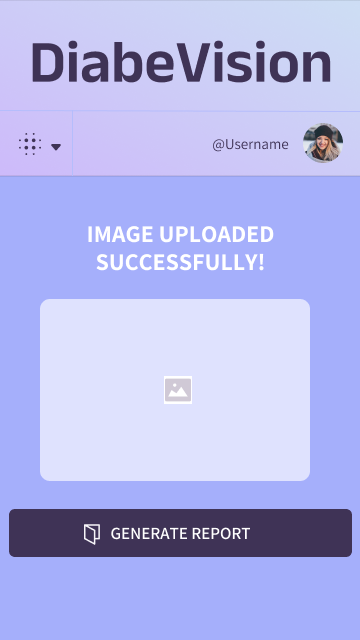 DiabeVision
@Username
IMAGE UPLOADED
SUCCESSFULLY!
GENERATE REPORT